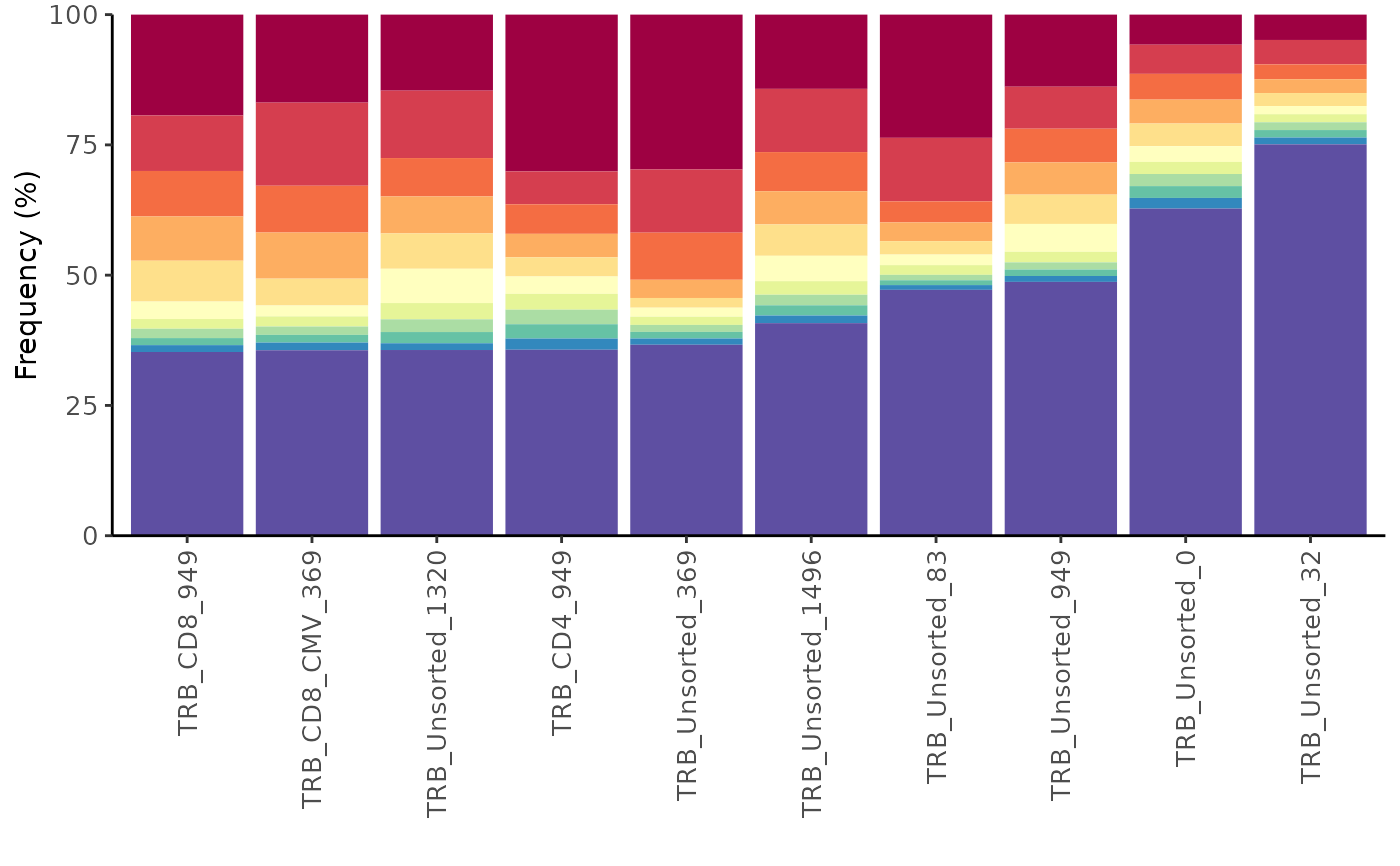 Frequency (%)
100
75
50
25
0
TRB_CD8_949
TRB_CD8_CMV_369
TRB_Unsorted_1320
TRB_CD4_949
TRB_Unsorted_369
TRB_Unsorted_1496
TRB_Unsorted_83
TRB_Unsorted_949
TRB_Unsorted_0
TRB_Unsorted_32